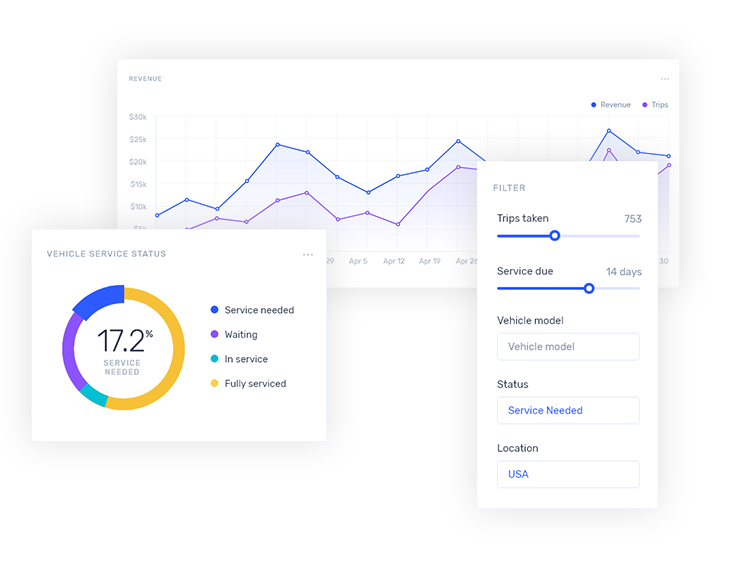 REVENUE
Revenue Trips
$30k
$25k
$20k
$15k
$10k
$5k
29 Apr 5 Apr 12 Apr 19 Apr 26 30
VEHICLE SERVICE STATUS
17.2%
SERVICE
NEEDED
Service needed
Waiting
In service
Fully serviced
FILTER
Trips taken 753
Service due 14 days
Vehicle model
Vehicle model
Status
Service Needed
Location
USA